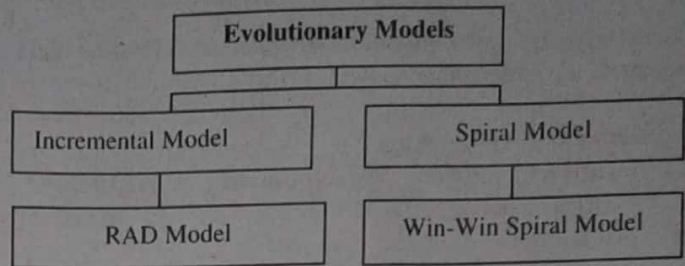 Evolutionary Models
Incremental Model
Spiral Model
RAD Model
Win-Win Spiral Model